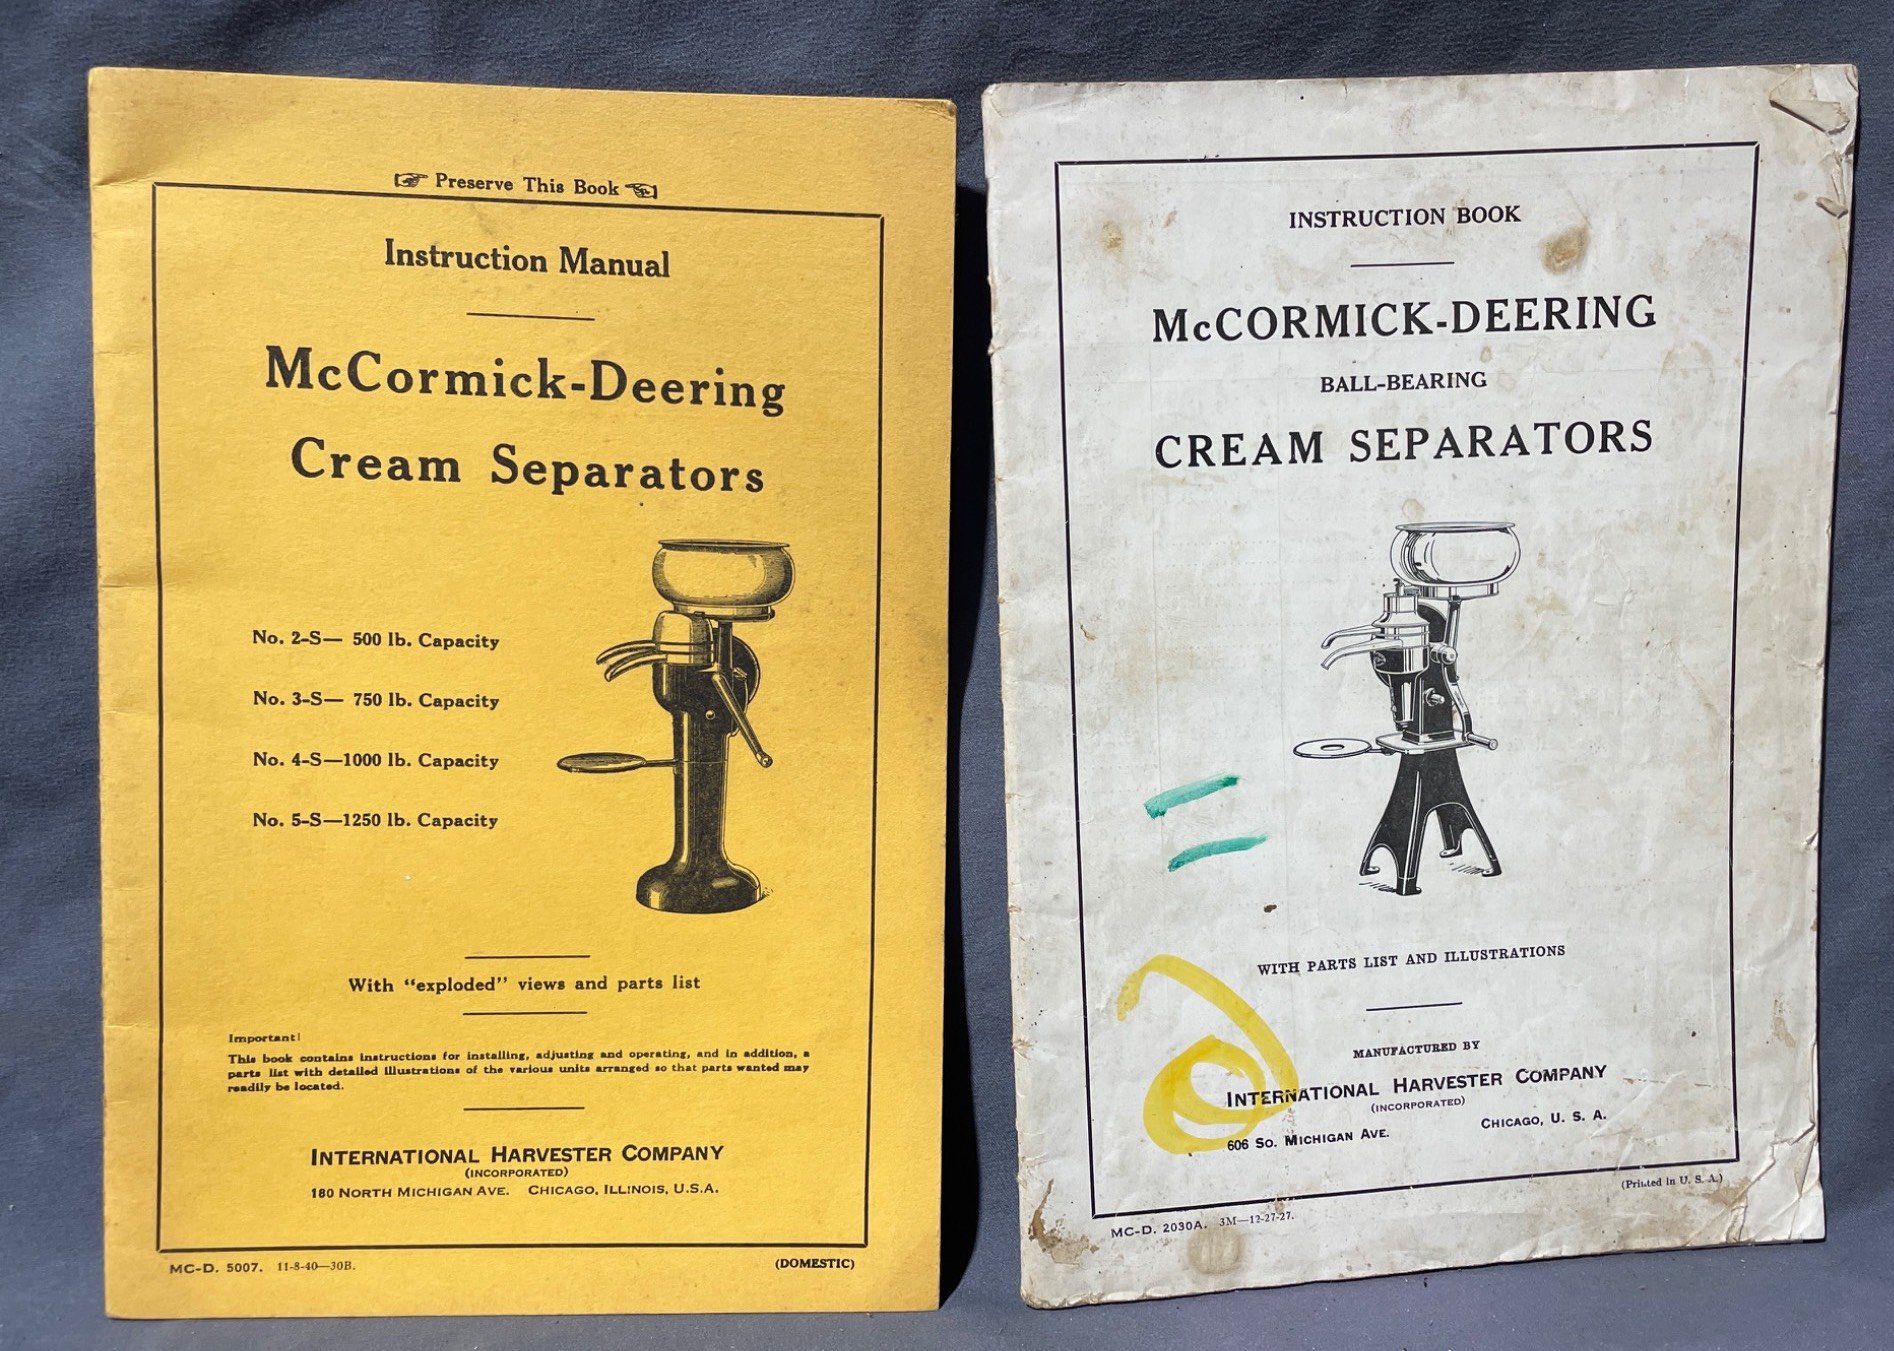 Preserve This Book
Instruction Manual
McCormick-Deering
Cream Separators
No. 2-S— 500 lb. Capacity
No. 3-S— 750 lb. Capacity
No. 4-S—1000 lb. Capacity
No. 5-S—1250 lb. Capacity
With "exploded" views and parts list
Important!
This book contains instructions for installing, adjusting and operating, and in addition, a
parts list with detailed illustrations of the various units arranged so that parts wanted may
readily be located.
INTERNATIONAL HARVESTER COMPANY
(INCORPORATED)
180 NORTH MICHIGAN AVE. CHICAGO, ILLINOIS, U.S.A.
MC-D. 5007. 11-8-40—30B.
(DOMESTIC)
INSTRUCTION BOOK
McCORMICK-DEERING
BALL-BEARING
CREAM SEPARATORS
WITH PARTS LIST AND ILLUSTRATIONS
MANUFACTURED BY
INTERNATIONAL HARVESTER COMPANY
(INCORPORATED)
606 SO. MICHIGAN AVE. CHICAGO, U. S. A.
(Printed in U. S. A.)
MC-D. 2030A. 3M—12-27-27.